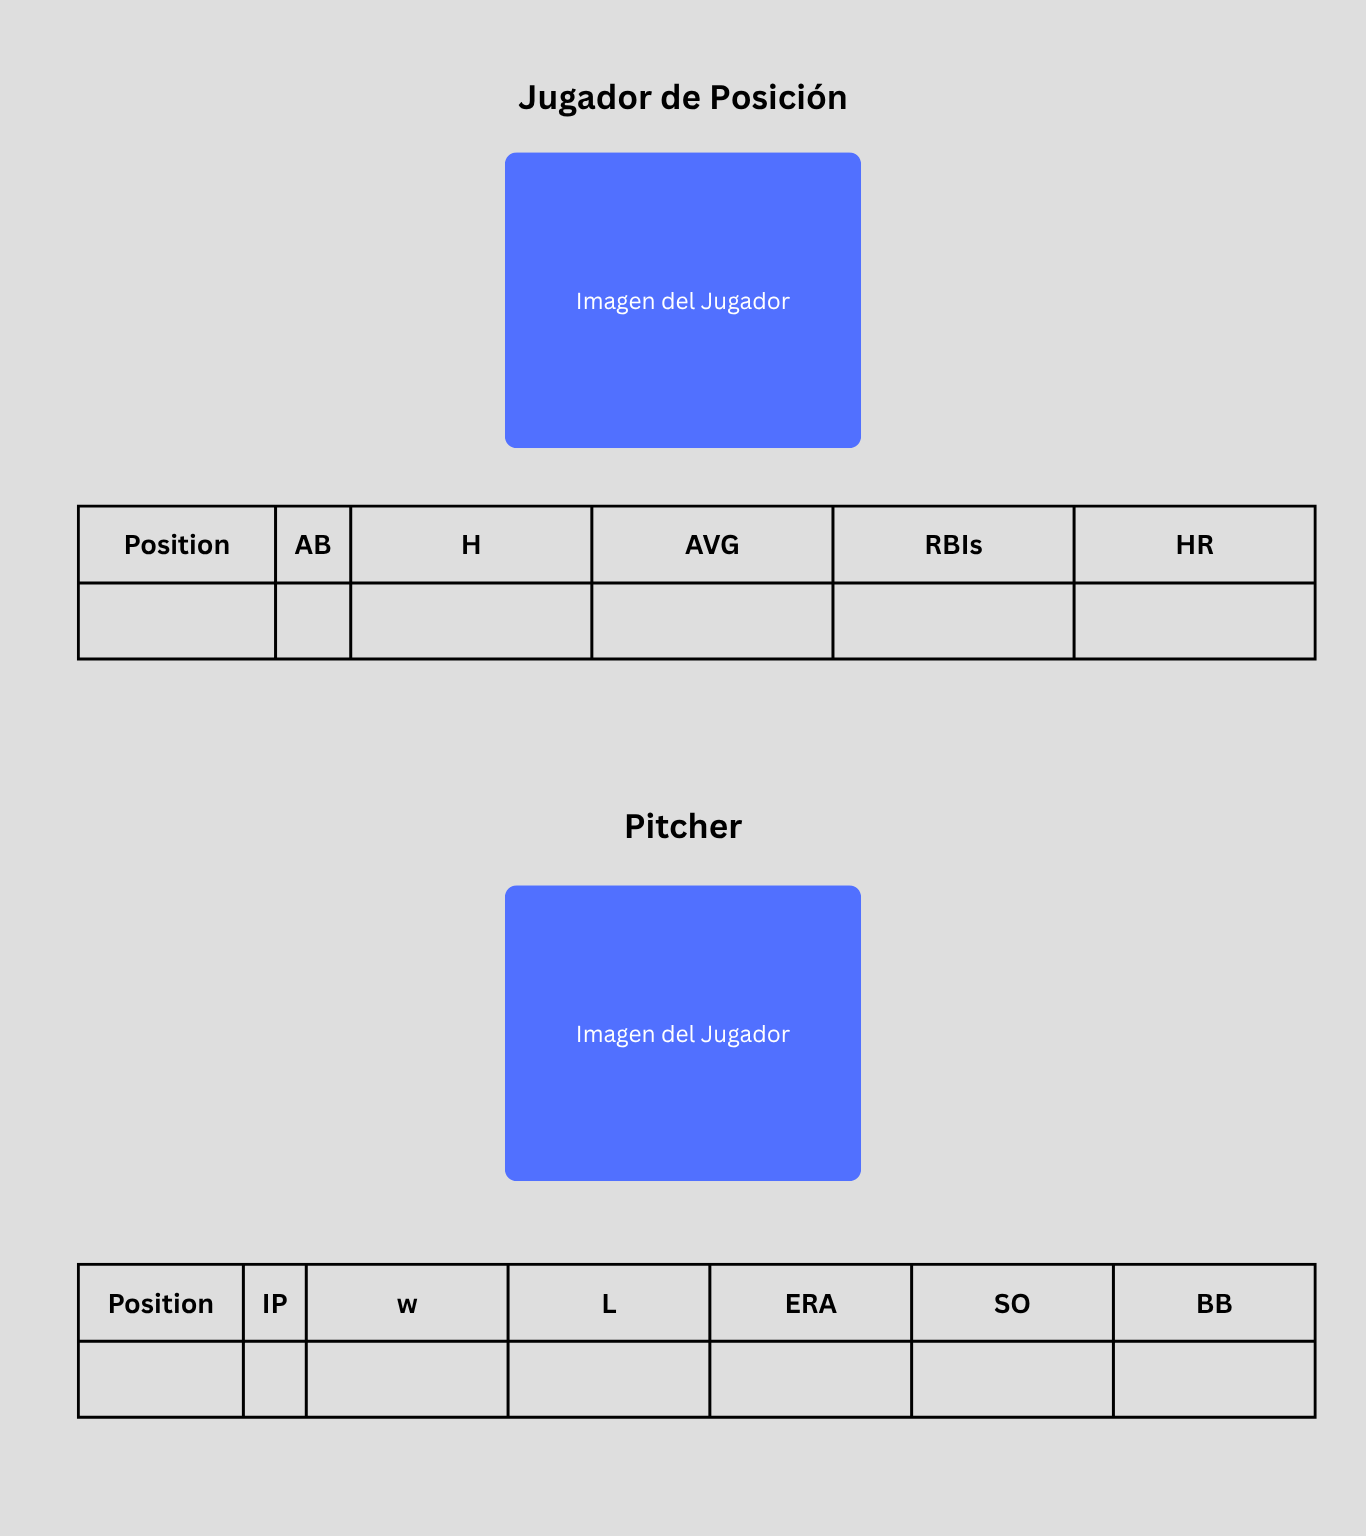 Jugador de Posición
Imagen del Jugador
Position AB H AVG RBIs HR
Pitcher
Imagen del Jugador
Position IP w L ERA SO BB